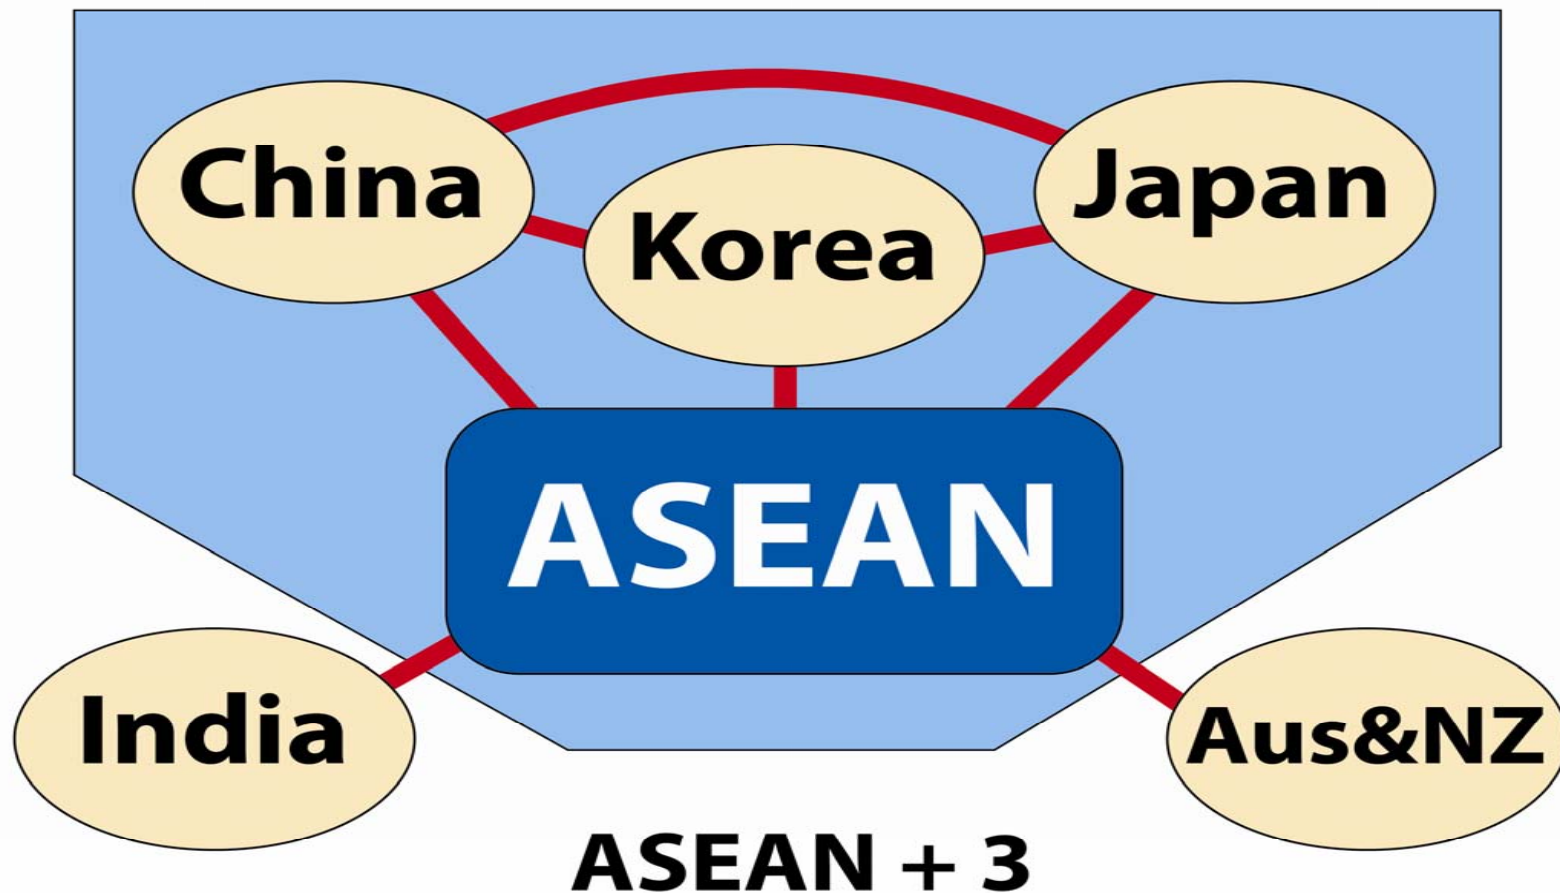 China
Japan
Korea
ASEAN
India
Aus&NZ
ASEAN + 3